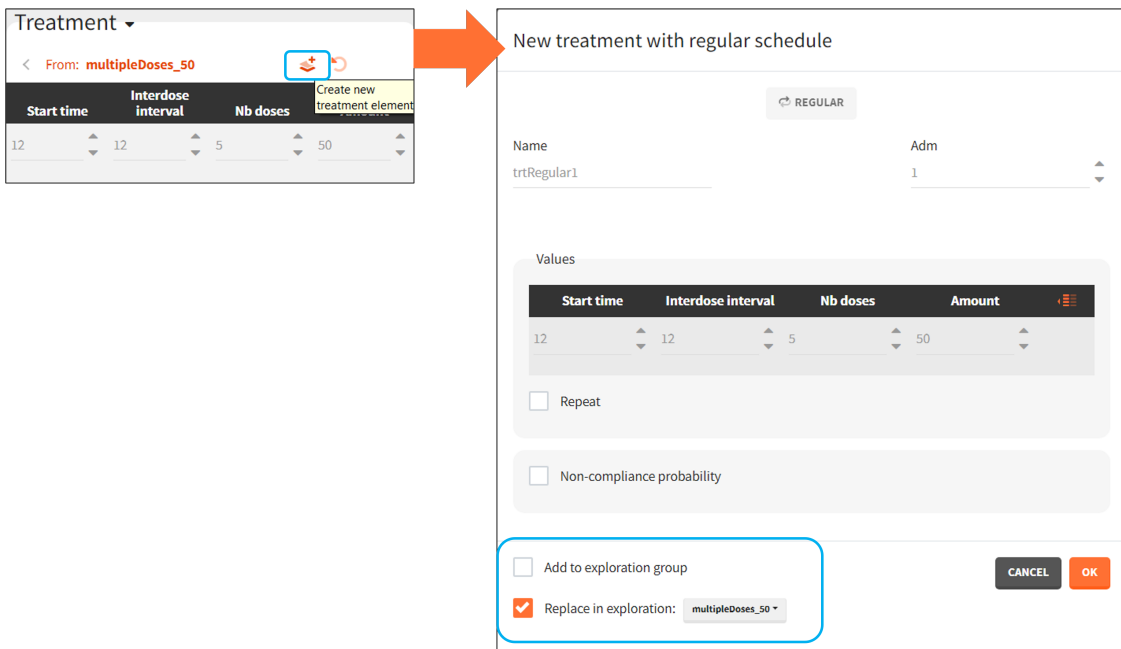 Treatment
From: multipleDoses_50
Create new
treatment element
Start time Interdose interval Nb doses
12 12 5 50
New treatment with regular schedule
REGULAR
Name Adm
trtRegular1 1
Values
Start time Interdose interval Nb doses Amount
12 12 5 50
Repeat
Non-compliance probability
Add to exploration group
Replace in exploration: multipleDoses_50
CANCEL OK